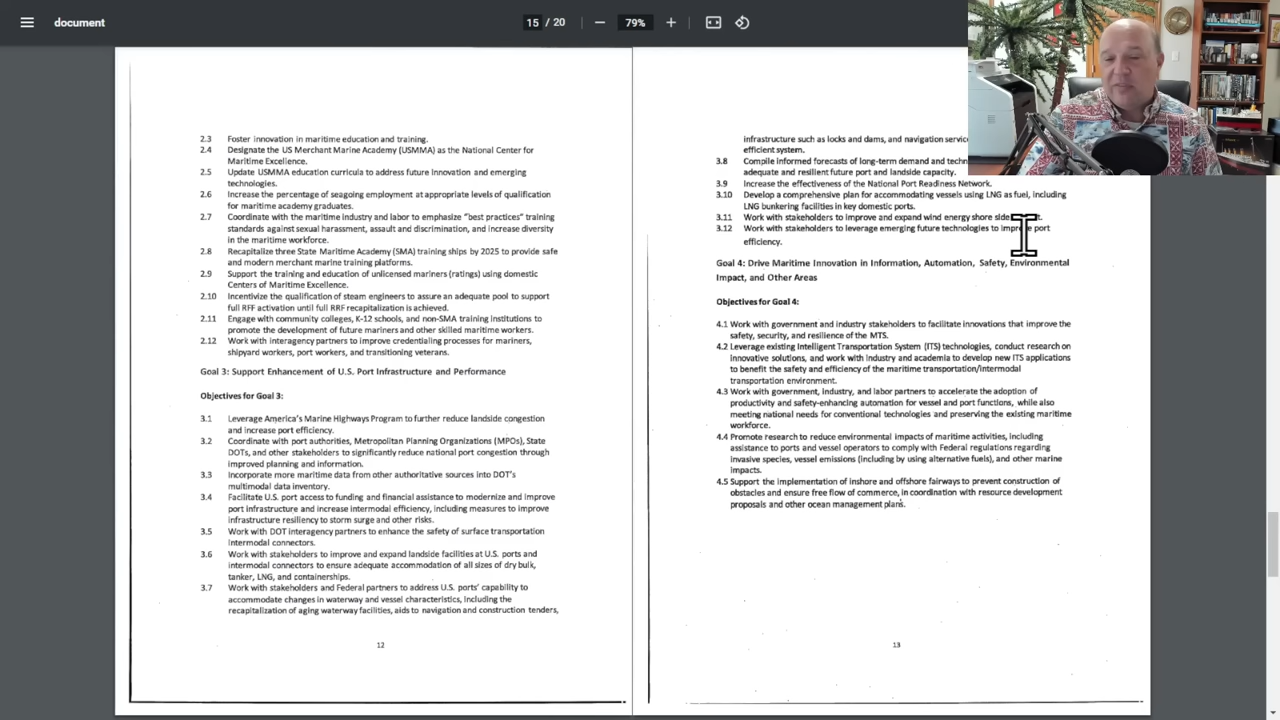 document
15 / 20
79%
2.3 Foster innovation in maritime education and training.
2.4 Designate the US Merchant Marine Academy (USMMA) as the National Center for
Maritime Excellence.
2.5 Update USMMA education curricula to address future innovation and emerging
technologies.
2.6 Increase the percentage of seagoing employment at appropriate levels of qualification
for maritime academy graduates.
2.7 Coordinate with the maritime industry and labor to emphasize "best practices" training
standards against sexual harassment, assault and discrimination, and increase diversity
in the maritime workforce.
2.8 Recapitalize three State Maritime Academy (SMA) training ships by 2025 to provide safe
and modern merchant marine training platforms.
2.9 Support the training and education of unlicensed mariners (ratings) using domestic
Centers of Maritime Excellence.
2.10 Incentivize the qualification of steam engineers to assure an adequate pool to support
full RFF activation until full RRF recapitalization is achieved.
2.11 Engage with community colleges, K-12 schools, and non-SMA training institutions to
promote the development of future mariners and other skilled maritime workers.
2.12 Work with interagency partners to improve credentialing processes for mariners,
shipyard workers, port workers, and transitioning veterans.
Goal 3: Support Enhancement of U.S. Port Infrastructure and Performance
Objectives for Goal 3:
3.1 Leverage America's Marine Highways Program to further reduce landside congestion
and increase port efficiency.
3.2 Coordinate with port authorities, Metropolitan Planning Organizations (MPOs), State
DOTs, and other stakeholders to significantly reduce national port congestion through
improved planning and information.
3.3 Incorporate more maritime data from other authoritative sources into DOT's
multimodal data inventory.
3.4 Facilitate U.S. port access to funding and financial assistance to modernize and improve
port infrastructure and increase intermodal efficiency, including measures to improve
infrastructure resiliency to storm surge and other risks.
3.5 Work with DOT interagency partners to enhance the safety of surface transportation
intermodal connectors.
3.6 Work with stakeholders to improve and expand landside facilities at U.S. ports and
intermodal connectors to ensure adequate accommodation of all sizes of dry bulk,
tanker, LNG, and containerships.
3.7 Work with stakeholders and Federal partners to address U.S. ports' capability to
accommodate changes in waterway and vessel characteristics, including the
recapitalization of aging waterway facilities, aids to navigation and construction tenders,
12
infrastructure such as locks and dams, and navigation
efficient system.
3.8 Compile informed forecasts of long-term demand and
adequate and resilient future port and landside capacity.
3.9 Increase the effectiveness of the National Port Readiness Network.
3.10 Develop a comprehensive plan for accommodating vessels using LNG as fuel, including
LNG bunkering facilities in key domestic ports.
3.11 Work with stakeholders to improve and expand wind energy shore
3.12 Work with stakeholders to leverage emerging future technologies to improve port
efficiency.
Goal 4: Drive Maritime Innovation in Information, Automation, Safety, Environmental
Impact, and Other Areas
Objectives for Goal 4:
4.1 Work with government and industry stakeholders to facilitate innovations that improve the
safety, security, and resilience of the MTS.
4.2 Leverage existing Intelligent Transportation System (ITS) technologies, conduct research on
innovative solutions, and work with industry and academia to develop new ITS applications
to benefit the safety and efficiency of the maritime transportation/intermodal
transportation environment.
4.3 Work with government, industry, and labor partners to accelerate the adoption of
productivity and safety-enhancing automation for vessel and port functions, while also
meeting national needs for conventional technologies and preserving the existing maritime
workforce.
4.4 Promote research to reduce environmental impacts of maritime activities, including
assistance to ports and vessel operators to comply with Federal regulations regarding
invasive species, vessel emissions (including by using alternative fuels), and other marine
impacts.
4.5 Support the implementation of inshore and offshore fairways to prevent construction of
obstacles and ensure free flow of commerce, in coordination with resource development
proposals and other ocean management plans.
13